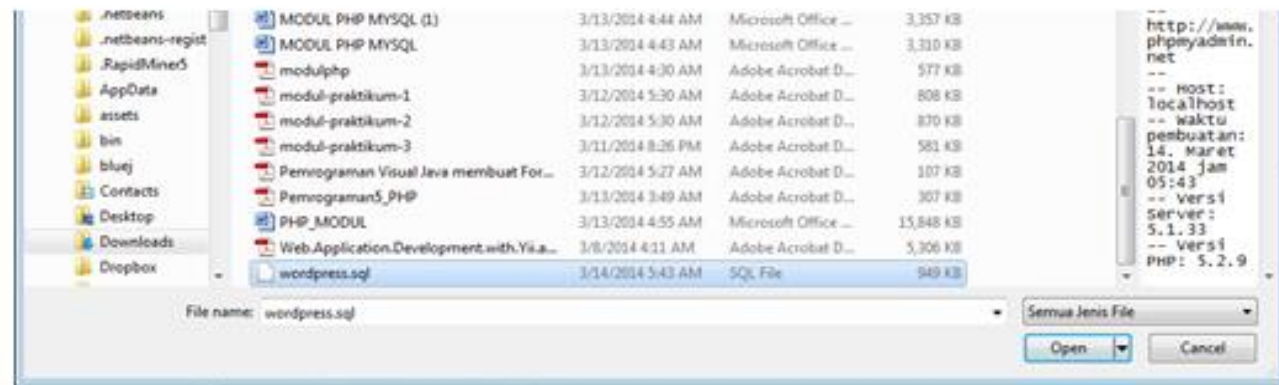 .netbeans
.netbeans-regist
.RapidMiner5
AppData
assets
bin
bluej
Contacts
Desktop
Downloads
Dropbox
MODUL PHP MYSQL (1) 3/13/2014 4:44 AM Microsoft Office ... 3,357 KB
MODUL PHP MYSQL 3/13/2014 4:43 AM Microsoft Office ... 3,310 KB
modulphp 3/13/2014 4:30 AM Adobe Acrobat D... 577 KB
modul-praktikum-1 3/12/2014 5:30 AM Adobe Acrobat D... 808 KB
modul-praktikum-2 3/12/2014 5:30 AM Adobe Acrobat D... 870 KB
modul-praktikum-3 3/11/2014 8:26 PM Adobe Acrobat D... 581 KB
Pemrograman Visual Java membuat For... 3/12/2014 5:27 AM Adobe Acrobat D... 107 KB
Pemrograman5_PHP 3/13/2014 3:49 AM Adobe Acrobat D... 307 KB
PHP_MODUL 3/13/2014 4:55 AM Microsoft Office ... 15,848 KB
Web.Application.Development.with.Yii.a... 3/8/2014 4:11 AM Adobe Acrobat D... 5,306 KB
wordpress.sql 3/14/2014 5:43 AM SQL File 949 KB
--
http://www.
phpmyadmin.
net
--
-- Host:
localhost
-- Waktu
pembuatan:
14. Maret
2014 jam
05:43
-- Versi
Server:
5.1.33
-- Versi
PHP: 5.2.9
File name: wordpress.sql
Semua Jenis File
Open
Cancel